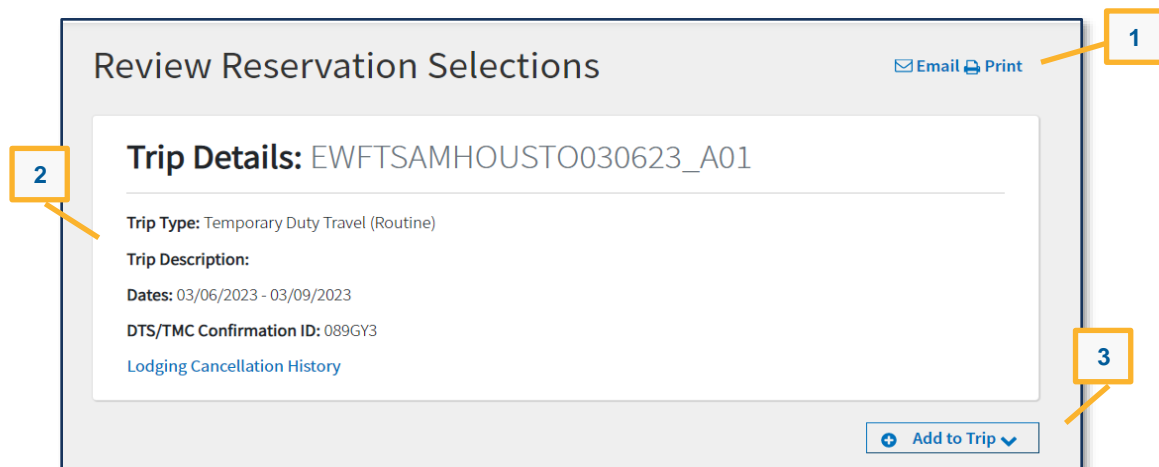 1
Review Reservation Selections
Email Print
Trip Details: EWFTSAMHOUSTO030623_A01
2
Trip Type: Temporary Duty Travel (Routine)
Trip Description:
Dates: 03/06/2023 - 03/09/2023
DTS/TMC Confirmation ID: 089GY3
Lodging Cancellation History
3
Add to Trip